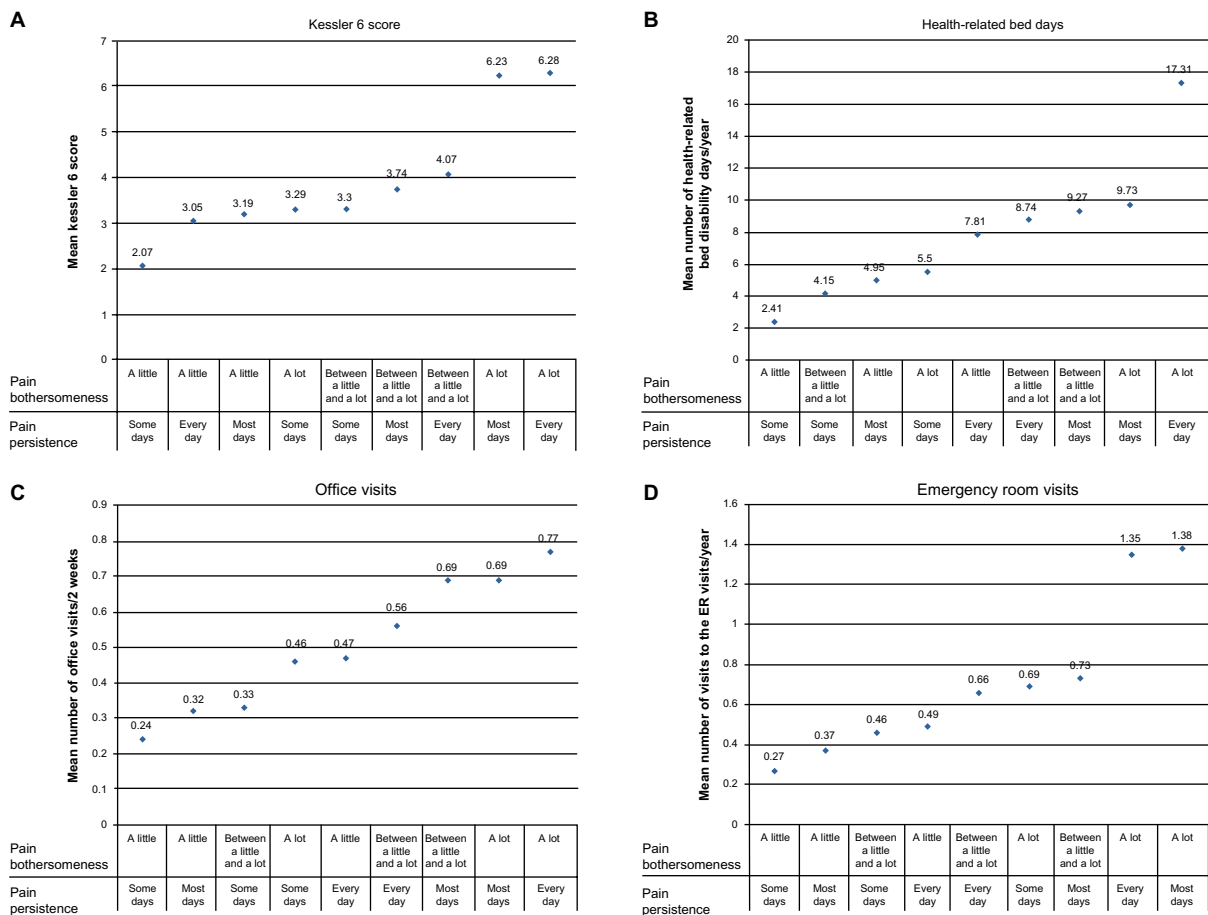 A
Kessler 6 score
Mean kessler 6 score
7
6
5
4
3
2
1
0
2.07
3.05
3.19
3.29
3.3
3.74
4.07
6.23
6.28
Pain
bothersomeness
A little
A little
A little
A lot
Between
a little
and a lot
Between
a little
and a lot
Between
a little
and a lot
A lot
A lot
Pain
persistence
Some
days
Every
day
Most
days
Some
days
Some
days
Most
days
Every
day
Most
days
Every
day
B
Health-related bed days
Mean number of health-related
bed disability days/year
20
18
16
14
12
10
8
6
4
2
0
2.41
4.15
4.95
5.5
7.81
8.74
9.27
9.73
17.31
Pain
bothersomeness
A little
Between
a little
and a lot
A little
A lot
A little
Between
a little
and a lot
Between
a little
and a lot
A lot
A lot
Pain
persistence
Some
days
Some
days
Most
days
Some
days
Every
day
Every
day
Most
days
Most
days
Every
day
C
Office visits
Mean number of office visits/2 weeks
0.9
0.8
0.7
0.6
0.5
0.4
0.3
0.2
0.1
0
0.24
0.32
0.33
0.46
0.47
0.56
0.69
0.69
0.77
Pain
bothersomeness
A little
A little
Between
a little
and a lot
A lot
A little
Between
a little
and a lot
Between
a little
and a lot
A lot
A lot
Pain
persistence
Some
days
Most
days
Some
days
Some
days
Every
day
Every
day
Most
days
Most
days
Every
day
D
Emergency room visits
Mean number of visits to the ER visits/year
1.6
1.4
1.2
1
0.8
0.6
0.4
0.2
0
0.27
0.37
0.46
0.49
0.66
0.69
0.73
1.35
1.38
Pain
bothersomeness
A little
A little
Between
a little
and a lot
A little
Between
a little
and a lot
A lot
Between
a little
and a lot
A lot
A lot
Pain
persistence
Some
days
Most
days
Some
days
Every
day
Every
day
Some
days
Most
days
Every
day
Most
days